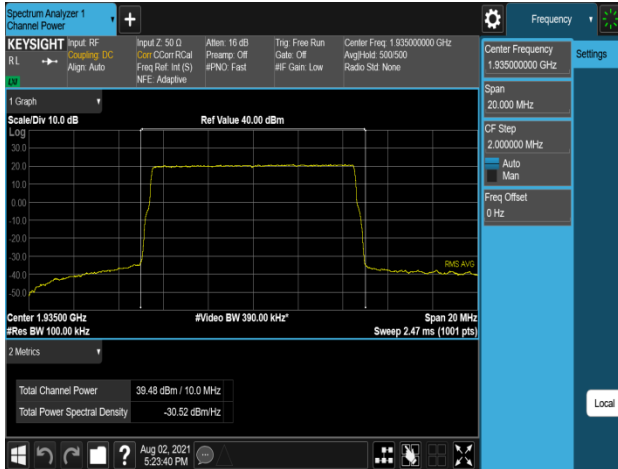 Spectrum Analyzer 1
Channel Power
+
Frequency
KEYSIGHT
RL
LU
Input: RF
Coupling: DC
Align: Auto
Input Z: 50 Ω
Corr CCorr RCal
Freq Ref: Int (S)
NFE: Adaptive
Atten: 16 dB
Preamp: Off
#PNO: Fast
Trig: Free Run
Gate: Off
#IF Gain: Low
Center Freq: 1.935000000 GHz
Avg|Hold: 500/500
Radio Std: None
Center Frequency
1.935000000 GHz
Settings
Span
20.000 MHz
CF Step
2.000000 MHz
Auto
Man
Freq Offset
0 Hz
1 Graph
Scale/Div 10.0 dB
Ref Value 40.00 dBm
Log
30.0
20.0
10.0
0.00
-10.0
-20.0
-30.0
-40.0
-50.0
RMS AVG
Center 1.93500 GHz
#Video BW 390.00 kHz*
Span 20 MHz
#Res BW 100.00 kHz
Sweep 2.47 ms (1001 pts)
2 Metrics
Total Channel Power 39.48 dBm / 10.0 MHz
Total Power Spectral Density -30.52 dBm/Hz
Local
?
Aug 02, 2021
5:23:40 PM